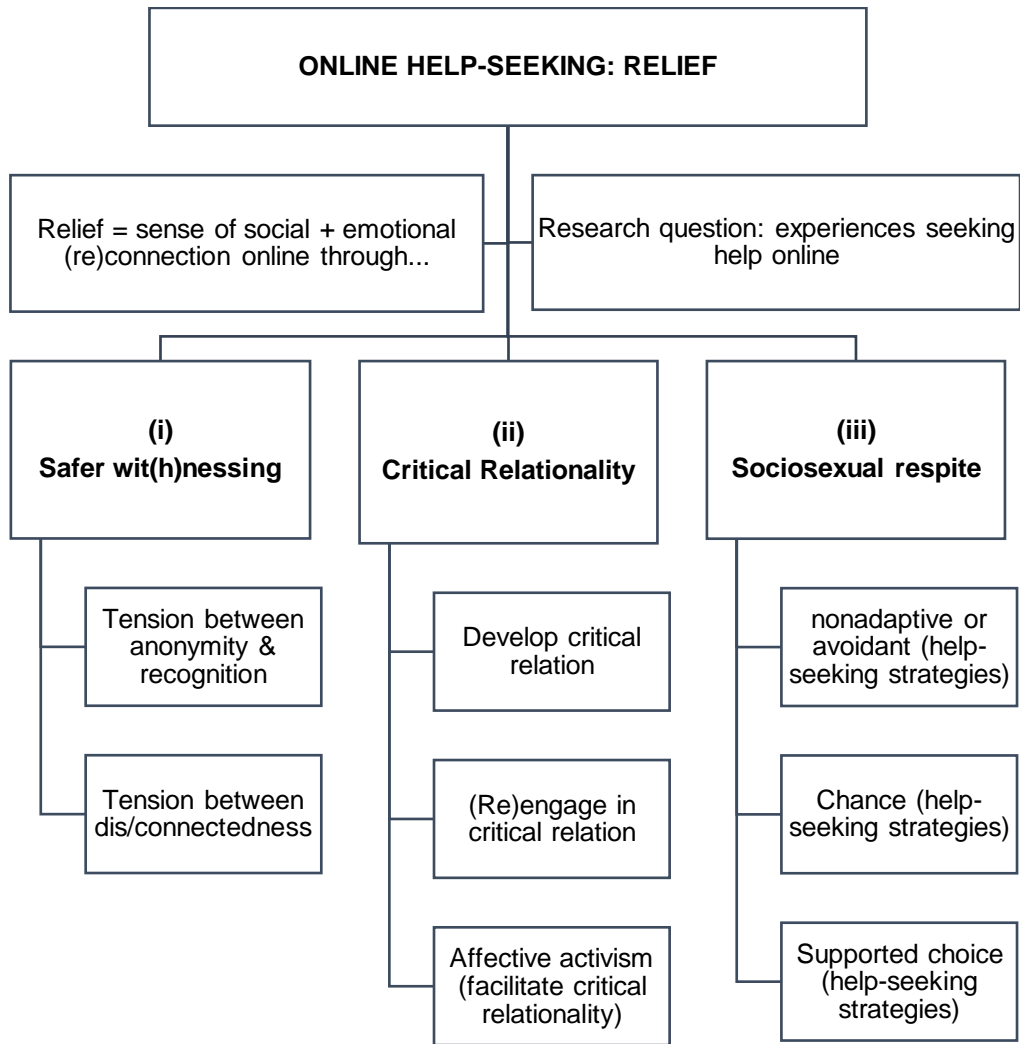 ONLINE HELP-SEEKING: RELIEF
Relief = sense of social + emotional
(re)connection online through...
Research question: experiences seeking
help online
(i)
Safer wit(h)nessing
Tension between
anonymity &
recognition
Tension between
dis/connectedness
(ii)
Critical Relationality
Develop critical
relation
(Re)engage in
critical relation
Affective activism
(facilitate critical
relationality)
(iii)
Sociosexual respite
nonadaptive or
avoidant (help-
seeking strategies)
Chance (help-
seeking strategies)
Supported choice
(help-seeking
strategies)